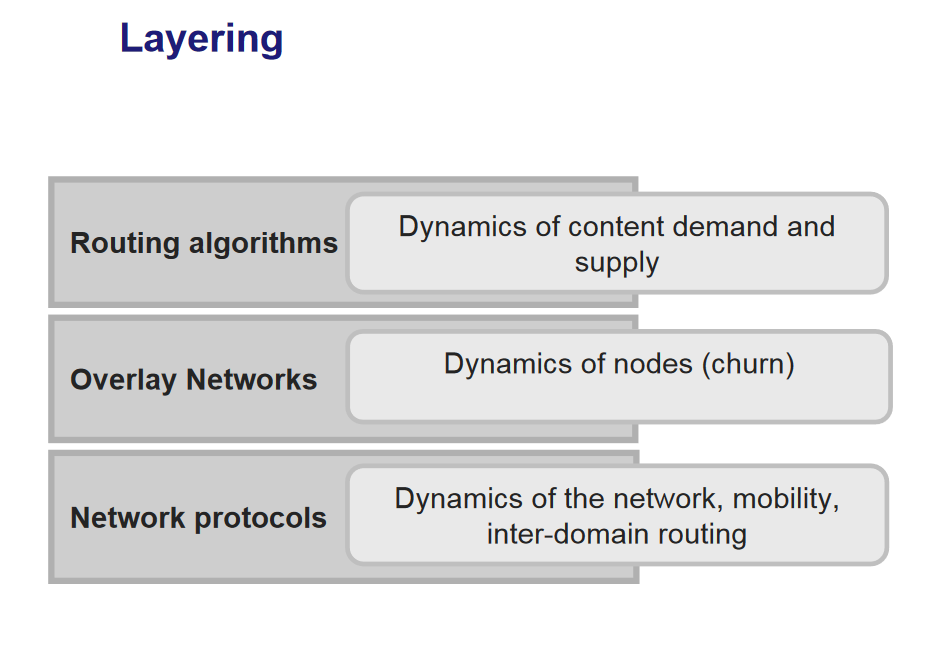 Layering
Routing algorithms
Dynamics of content demand and
supply
Overlay Networks
Dynamics of nodes (churn)
Network protocols
Dynamics of the network, mobility,
inter-domain routing